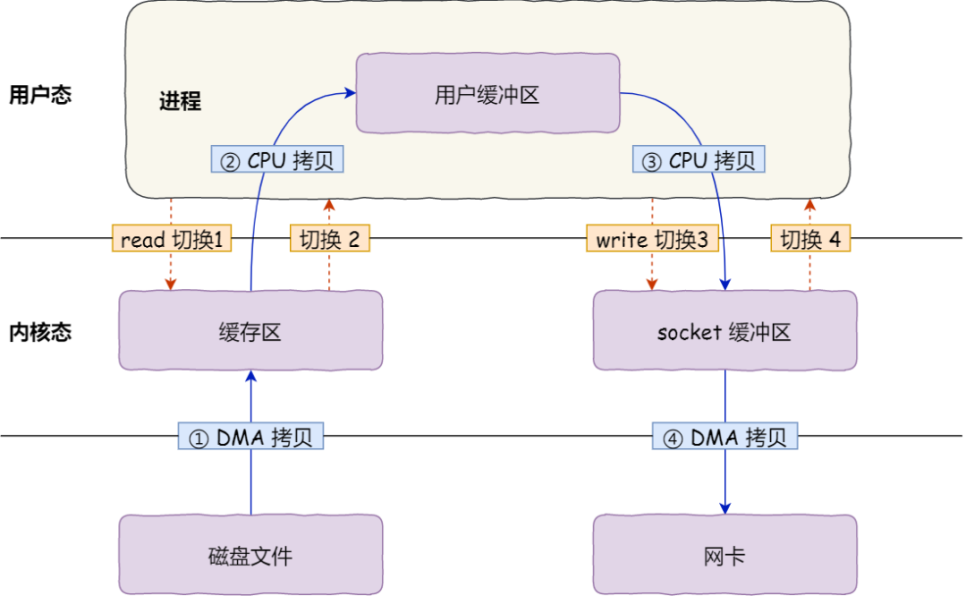 用户态
进程
用户缓冲区
② CPU 拷贝
③ CPU 拷贝
read 切换1
切换 2
write 切换3
切换 4
内核态
缓存区
socket 缓冲区
① DMA 拷贝
④ DMA 拷贝
磁盘文件
网卡